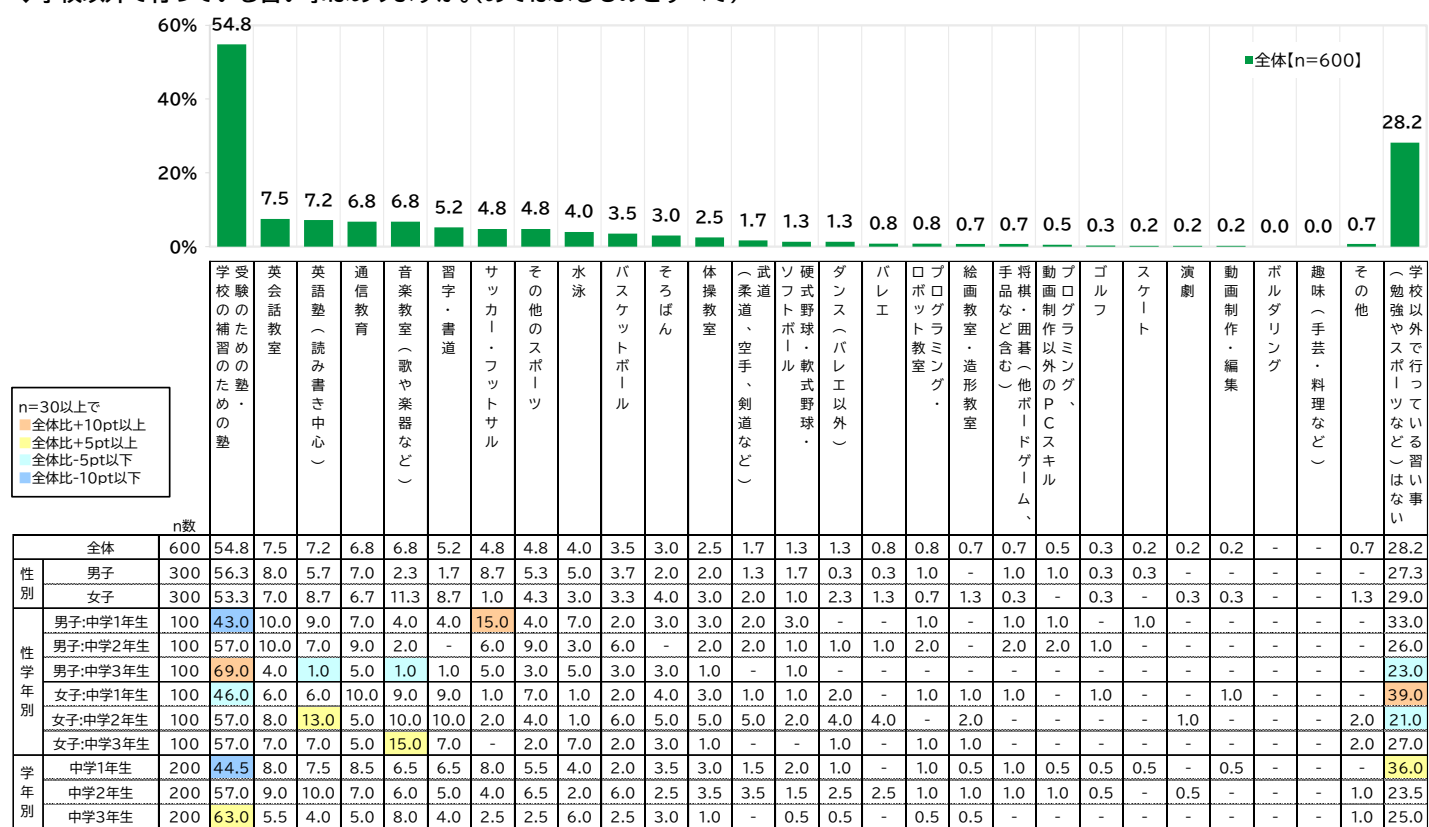 60%
40%
20%
0%
■全体【n=600】
54.8 7.5 7.2 6.8 6.8 5.2 4.8 4.8 4.0 3.5 3.0 2.5 1.7 1.3 1.3 0.8 0.8 0.7 0.7 0.5 0.3 0.2 0.2 0.2 0.0 0.0 0.7 28.2
受験のための塾・
学校の補習のための塾
英会話教室
英語塾（読み書き中心）
通信教育
音楽教室（歌や楽器など）
習字・書道
サッカー・フットサル
その他のスポーツ
水泳
バスケットボール
そろばん
体操教室
武道
（柔道、空手、剣道など）
硬式野球・軟式野球・
ソフトボール
ダンス（バレエ以外）
バレエ
プログラミング・
ロボット教室
絵画教室・造形教室
将棋・囲碁（他ボードゲーム、
手品など含む）
プログラミング、
動画制作以外のPCスキル
ゴルフ
スケート
演劇
動画制作・編集
ボルダリング
趣味（手芸・料理など）
その他
学校以外で行っている習い事
（勉強やスポーツなど）はない
n=30以上で
■全体比+10pt以上
■全体比+5pt以上
■全体比-5pt以下
■全体比-10pt以下
n数
全体 600 54.8 7.5 7.2 6.8 6.8 5.2 4.8 4.8 4.0 3.5 3.0 2.5 1.7 1.3 1.3 0.8 0.8 0.7 0.7 0.5 0.3 0.2 0.2 0.2 - - 0.7 28.2
性別
男子 300 56.3 8.0 5.7 7.0 2.3 1.7 8.7 5.3 5.0 3.7 2.0 2.0 1.3 1.7 0.3 0.3 1.0 - 1.0 1.0 0.3 0.3 - - - - - 27.3
女子 300 53.3 7.0 8.7 6.7 11.3 8.7 1.0 4.3 3.0 3.3 4.0 3.0 2.0 1.0 2.3 1.3 0.7 1.3 0.3 - 0.3 - 0.3 0.3 - - 1.3 29.0
性学年別
男子:中学1年生 100 43.0 10.0 9.0 7.0 4.0 4.0 15.0 4.0 7.0 2.0 3.0 3.0 2.0 3.0 - - 1.0 - 1.0 1.0 - 1.0 - - - - - 33.0
男子:中学2年生 100 57.0 10.0 7.0 9.0 2.0 - 6.0 9.0 3.0 6.0 - 2.0 2.0 1.0 1.0 1.0 2.0 - 2.0 2.0 1.0 - - - - - - 26.0
男子:中学3年生 100 69.0 4.0 1.0 5.0 1.0 1.0 5.0 3.0 5.0 3.0 3.0 1.0 - 1.0 - - - - - - - - - - - - - 23.0
女子:中学1年生 100 46.0 6.0 6.0 10.0 9.0 9.0 1.0 7.0 1.0 2.0 4.0 3.0 1.0 1.0 2.0 - 1.0 1.0 1.0 - 1.0 - - 1.0 - - - 39.0
女子:中学2年生 100 57.0 8.0 13.0 5.0 10.0 10.0 2.0 4.0 1.0 6.0 5.0 5.0 5.0 2.0 4.0 4.0 - 2.0 - - - - 1.0 - - - 2.0 21.0
女子:中学3年生 100 57.0 7.0 7.0 5.0 15.0 7.0 - 2.0 7.0 2.0 3.0 1.0 - - 1.0 - 1.0 1.0 - - - - - - - - 2.0 27.0
学年別
中学1年生 200 44.5 8.0 7.5 8.5 6.5 6.5 8.0 5.5 4.0 2.0 3.5 3.0 1.5 2.0 1.0 - 1.0 0.5 1.0 0.5 0.5 0.5 - 0.5 - - - 36.0
中学2年生 200 57.0 9.0 10.0 7.0 6.0 5.0 4.0 6.5 2.0 6.0 2.5 3.5 3.5 1.5 2.5 2.5 1.0 1.0 1.0 1.0 0.5 - 0.5 - - - 1.0 23.5
中学3年生 200 63.0 5.5 4.0 5.0 8.0 4.0 2.5 2.5 6.0 2.5 3.0 1.0 - 0.5 0.5 - 0.5 0.5 - - - - - - - - 1.0 25.0